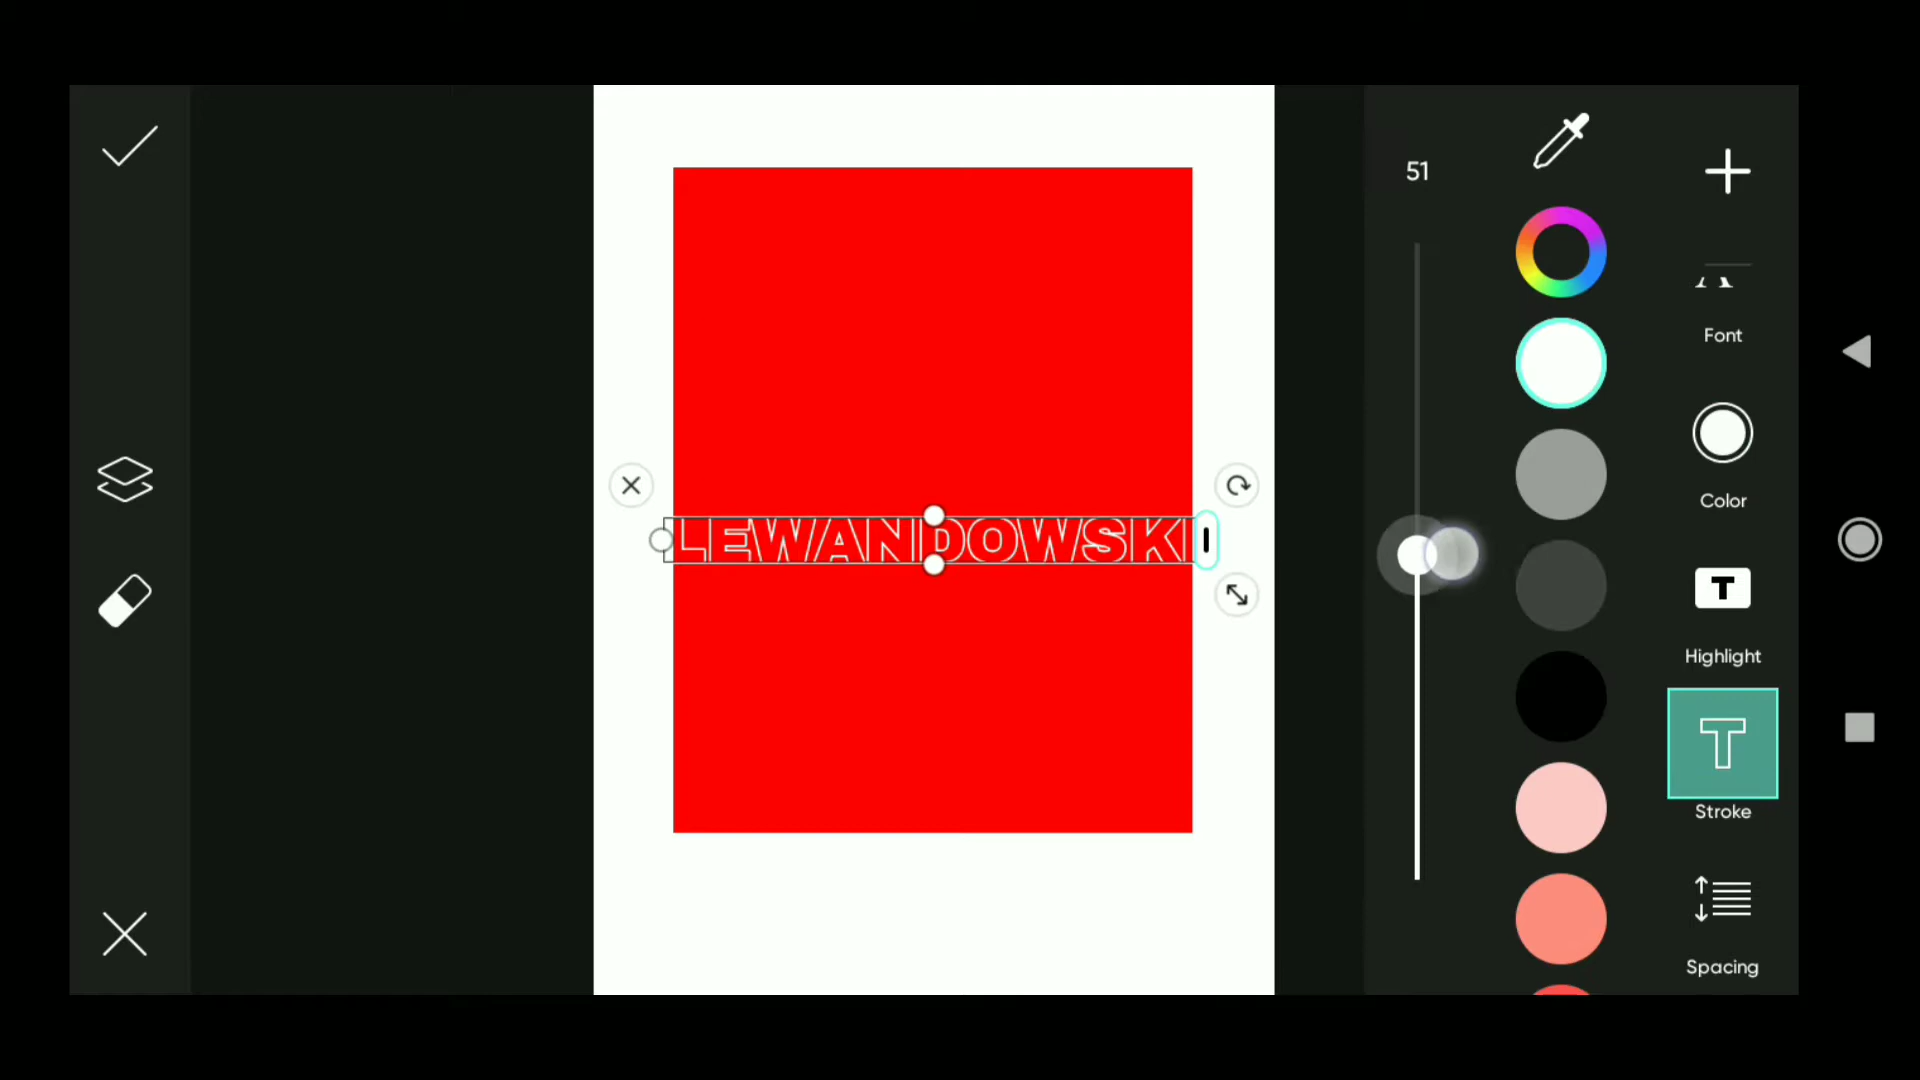 51
LEWANDOWSKI
Font
Color
T
Highlight
T
Stroke
Spacing